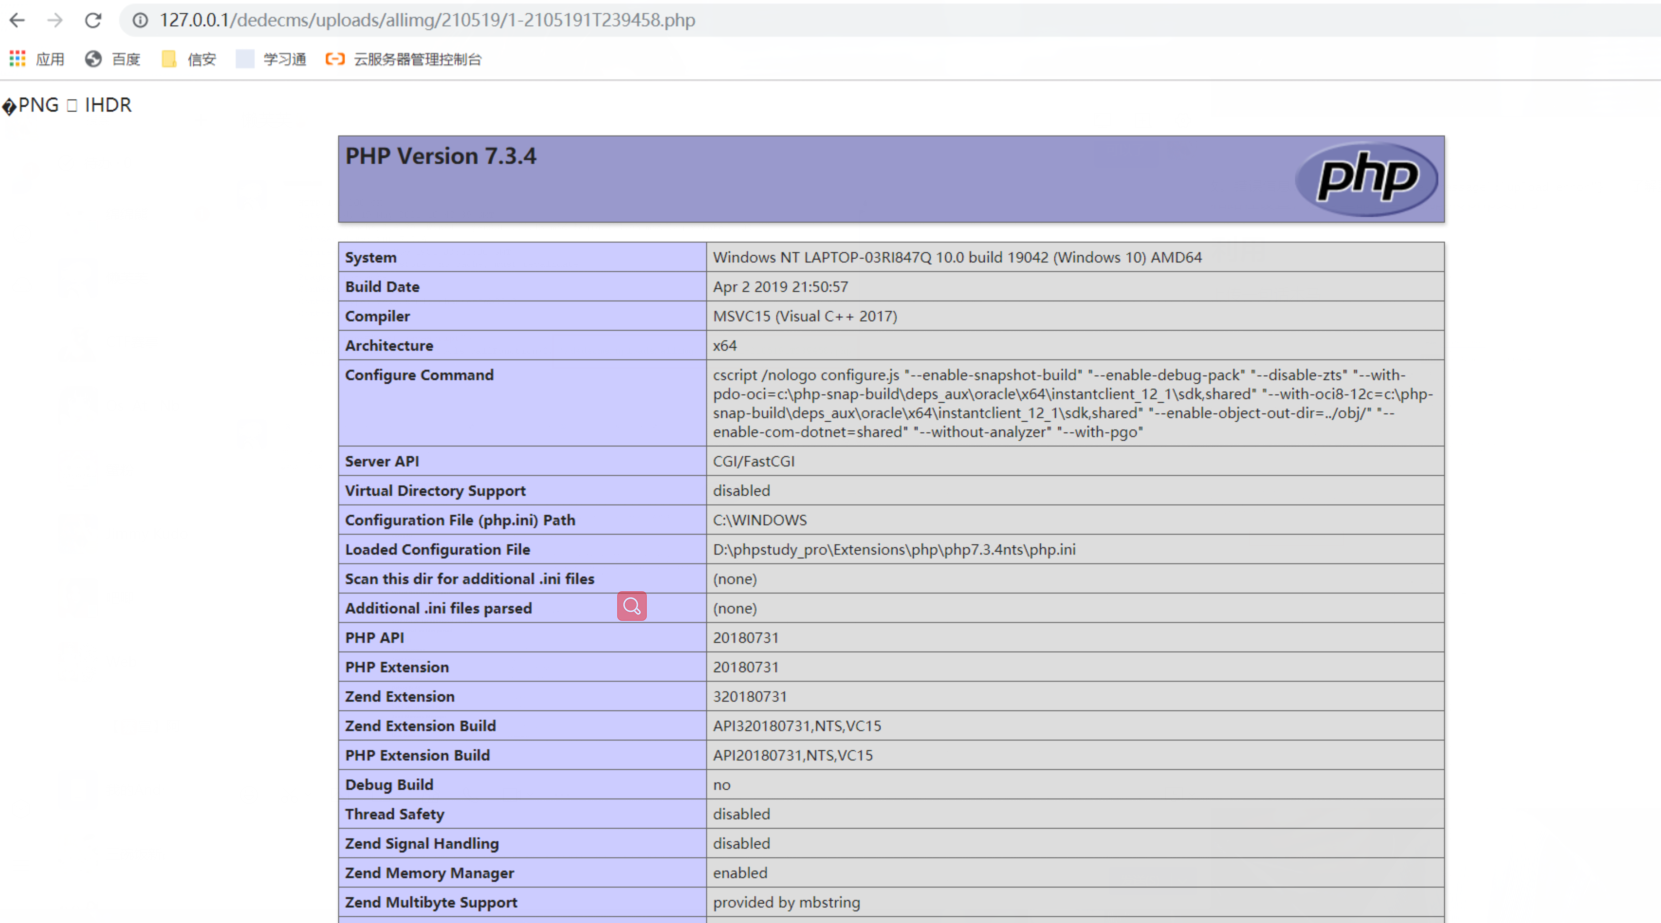 127.0.0.1/dedecms/uploads/allimg/210519/1-2105191T239458.php
应用 百度 信安 学习通 云服务器管理控制台
�PNG □ IHDR
PHP Version 7.3.4
php
System Windows NT LAPTOP-03RI847Q 10.0 build 19042 (Windows 10) AMD64
Build Date Apr 2 2019 21:50:57
Compiler MSVC15 (Visual C++ 2017)
Architecture x64
Configure Command cscript /nologo configure.js "--enable-snapshot-build" "--enable-debug-pack" "--disable-zts" "--with-
pdo-oci=c:\php-snap-build\deps_aux\oracle\x64\instantclient_12_1\sdk,shared" "--with-oci8-12c=c:\php-
snap-build\deps_aux\oracle\x64\instantclient_12_1\sdk,shared" "--enable-object-out-dir=../obj/" "--
enable-com-dotnet=shared" "--without-analyzer" "--with-pgo"
Server API CGI/FastCGI
Virtual Directory Support disabled
Configuration File (php.ini) Path C:\WINDOWS
Loaded Configuration File D:\phpstudy_pro\Extensions\php\php7.3.4nts\php.ini
Scan this dir for additional .ini files (none)
Additional .ini files parsed (none)
PHP API 20180731
PHP Extension 20180731
Zend Extension 320180731
Zend Extension Build API320180731,NTS,VC15
PHP Extension Build API20180731,NTS,VC15
Debug Build no
Thread Safety disabled
Zend Signal Handling disabled
Zend Memory Manager enabled
Zend Multibyte Support provided by mbstring